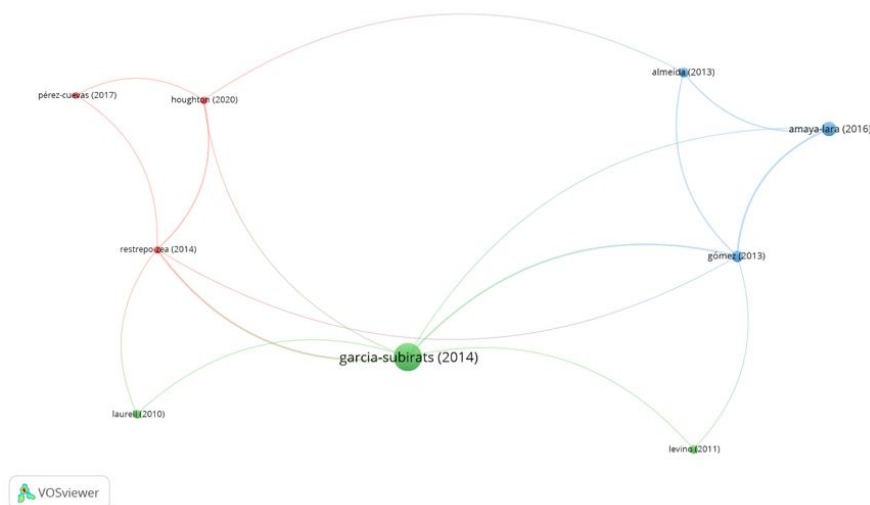 almeida (2013)
pérez-cuevas (2017)
houghton (2020)
amaya-lara (2016)
restrepo-zea (2014)
gómez (2013)
garcia-subirats (2014)
laurell (2010)
levino (2011)
VOSviewer